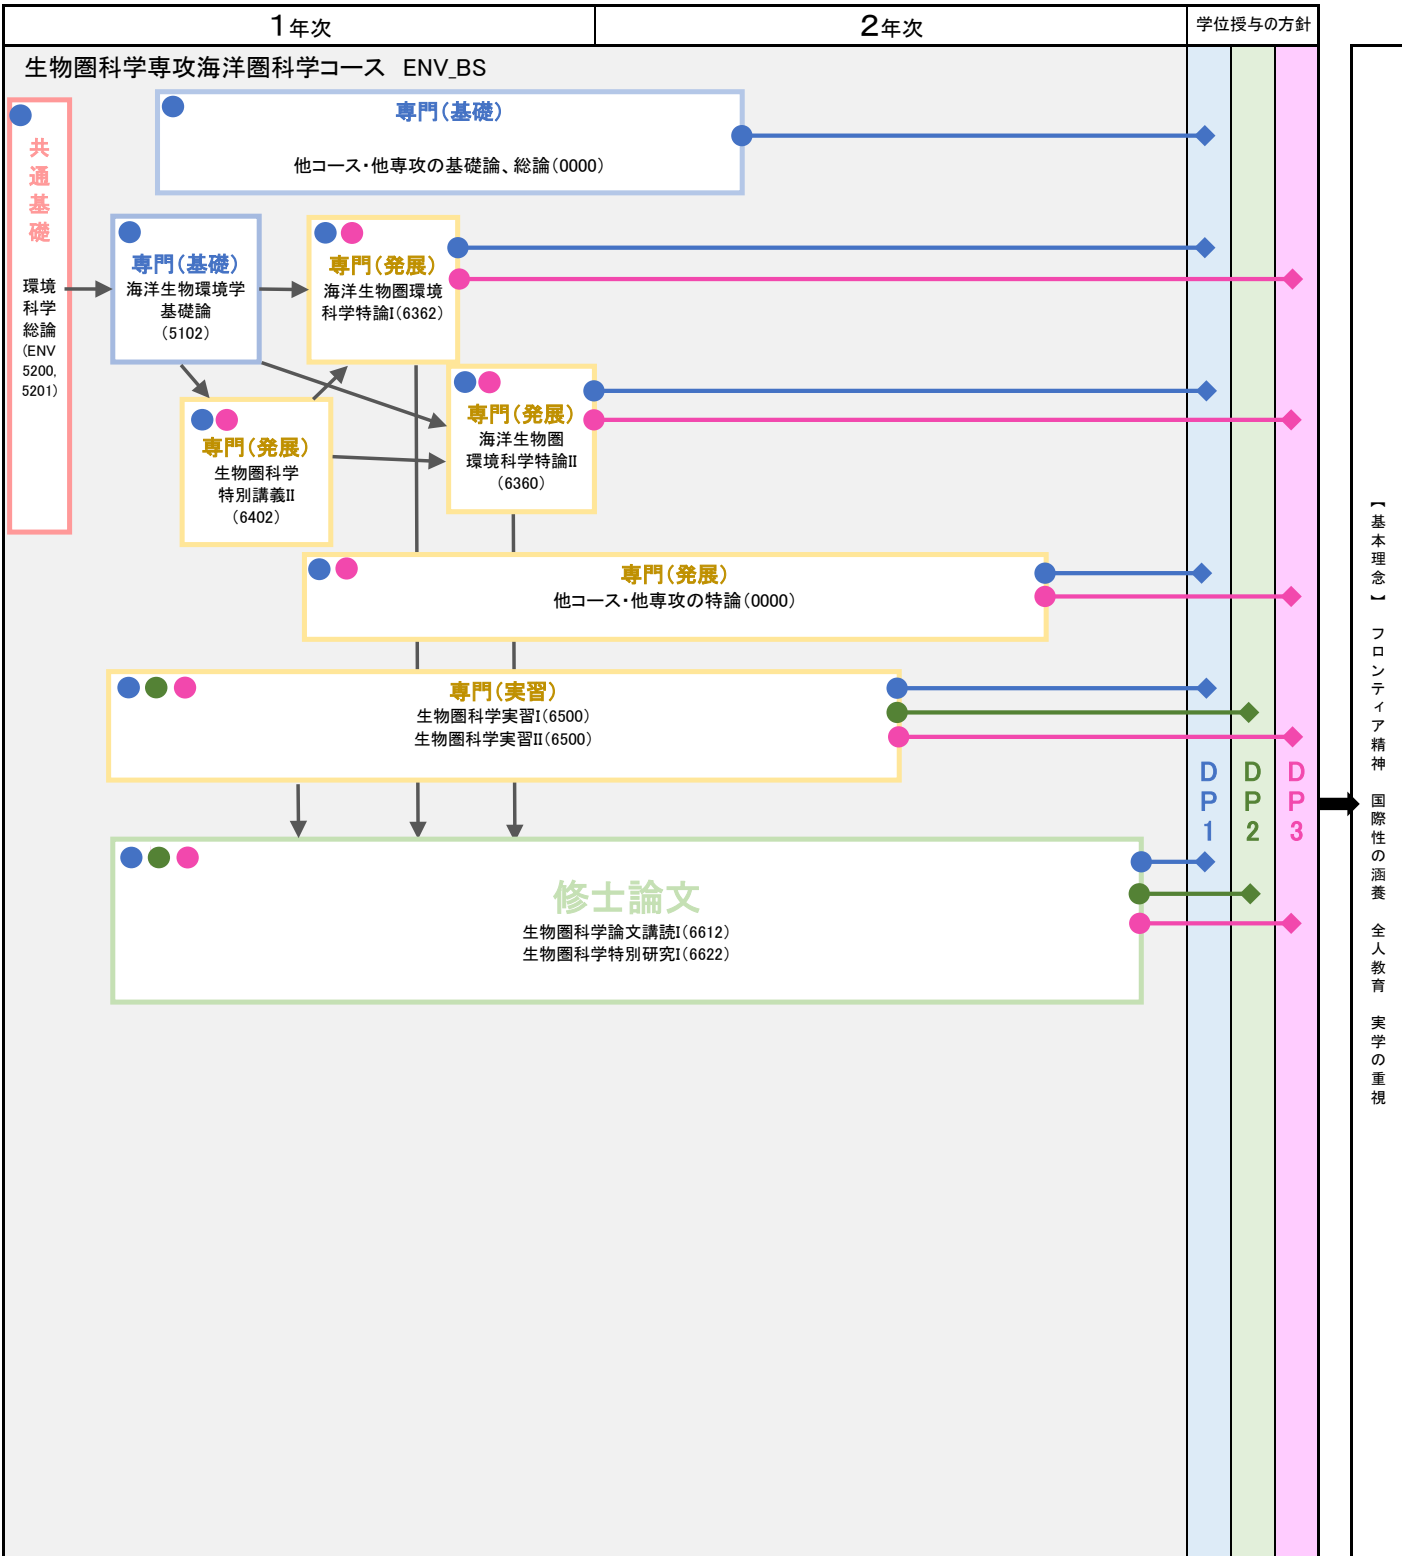 1年次
2年次
学位授与の方針
生物圏科学専攻海洋圏科学コース ENV_BS
共通基礎
環境
科学
総論
(ENV
5200,
5201)
専門(基礎)
他コース・他専攻の基礎論、総論(0000)
専門(基礎)
海洋生物環境学
基礎論
(5102)
専門(発展)
海洋生物圏環境
科学特論I(6362)
専門(発展)
生物圏科学
特別講義II
(6402)
専門(発展)
海洋生物圏
環境科学特論II
(6360)
専門(発展)
他コース・他専攻の特論(0000)
専門(実習)
生物圏科学実習I(6500)
生物圏科学実習II(6500)
修士論文
生物圏科学論文講読I(6612)
生物圏科学特別研究I(6622)
DP1
DP2
DP3
【基本理念】 フロンティア精神 国際性の涵養 全人教育 実学の重視